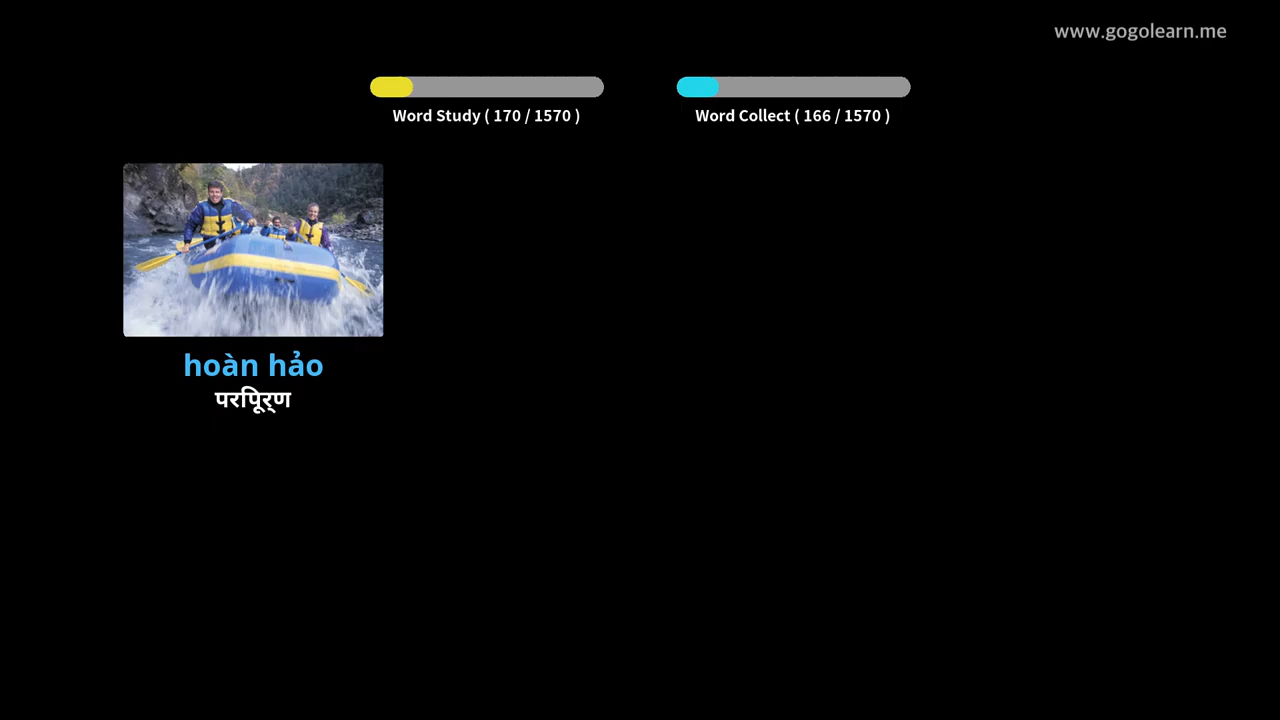 www.gogolearn.me
Word Study ( 170 / 1570 )
Word Collect ( 166 / 1570 )
hoàn hảo
परिपूर्ण